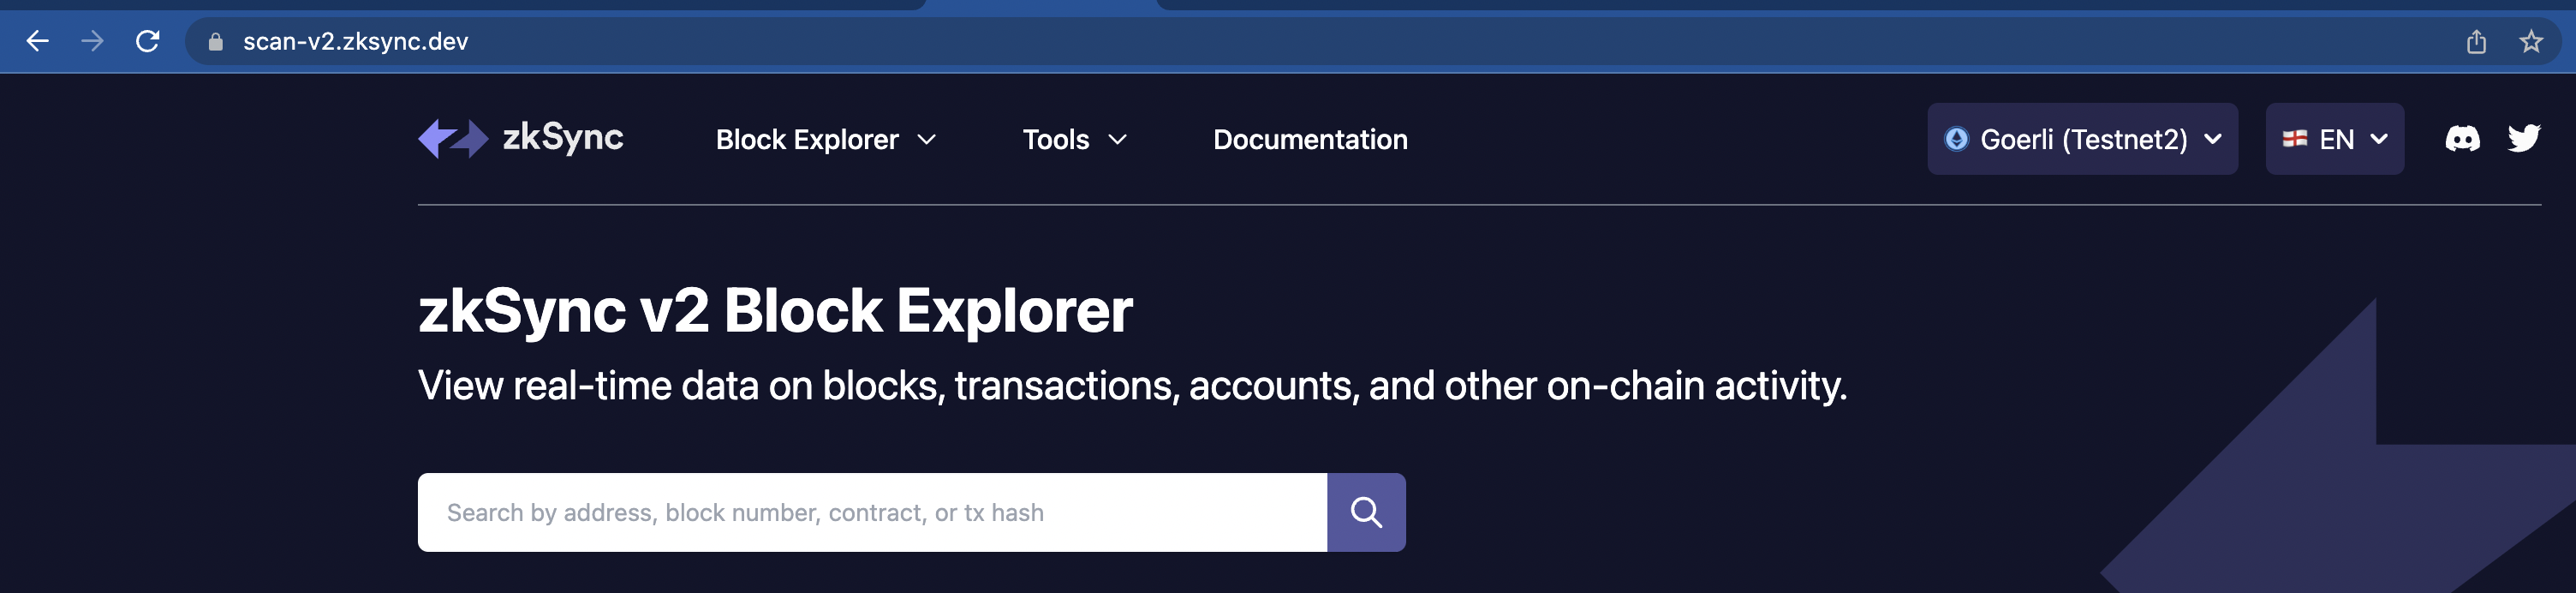 scan-v2.zksync.dev
zkSync Block Explorer Tools Documentation Goerli (Testnet2) EN
zkSync v2 Block Explorer
View real-time data on blocks, transactions, accounts, and other on-chain activity.
Search by address, block number, contract, or tx hash